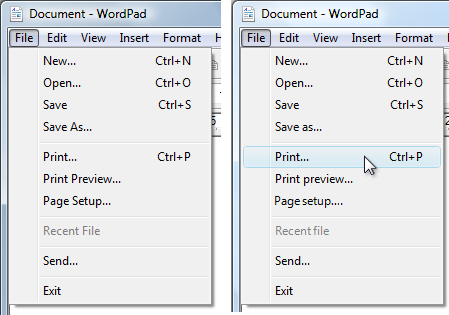 Document - WordPad
File Edit View Insert Format
New... Ctrl+N
Open... Ctrl+O
Save Ctrl+S
Save As...
Print... Ctrl+P
Print Preview...
Page Setup...
Recent File
Send...
Exit
Document - WordPad
File Edit View Insert Format
New... Ctrl+N
Open... Ctrl+O
Save Ctrl+S
Save as...
Print... Ctrl+P
Print preview...
Page setup....
Recent file
Send...
Exit